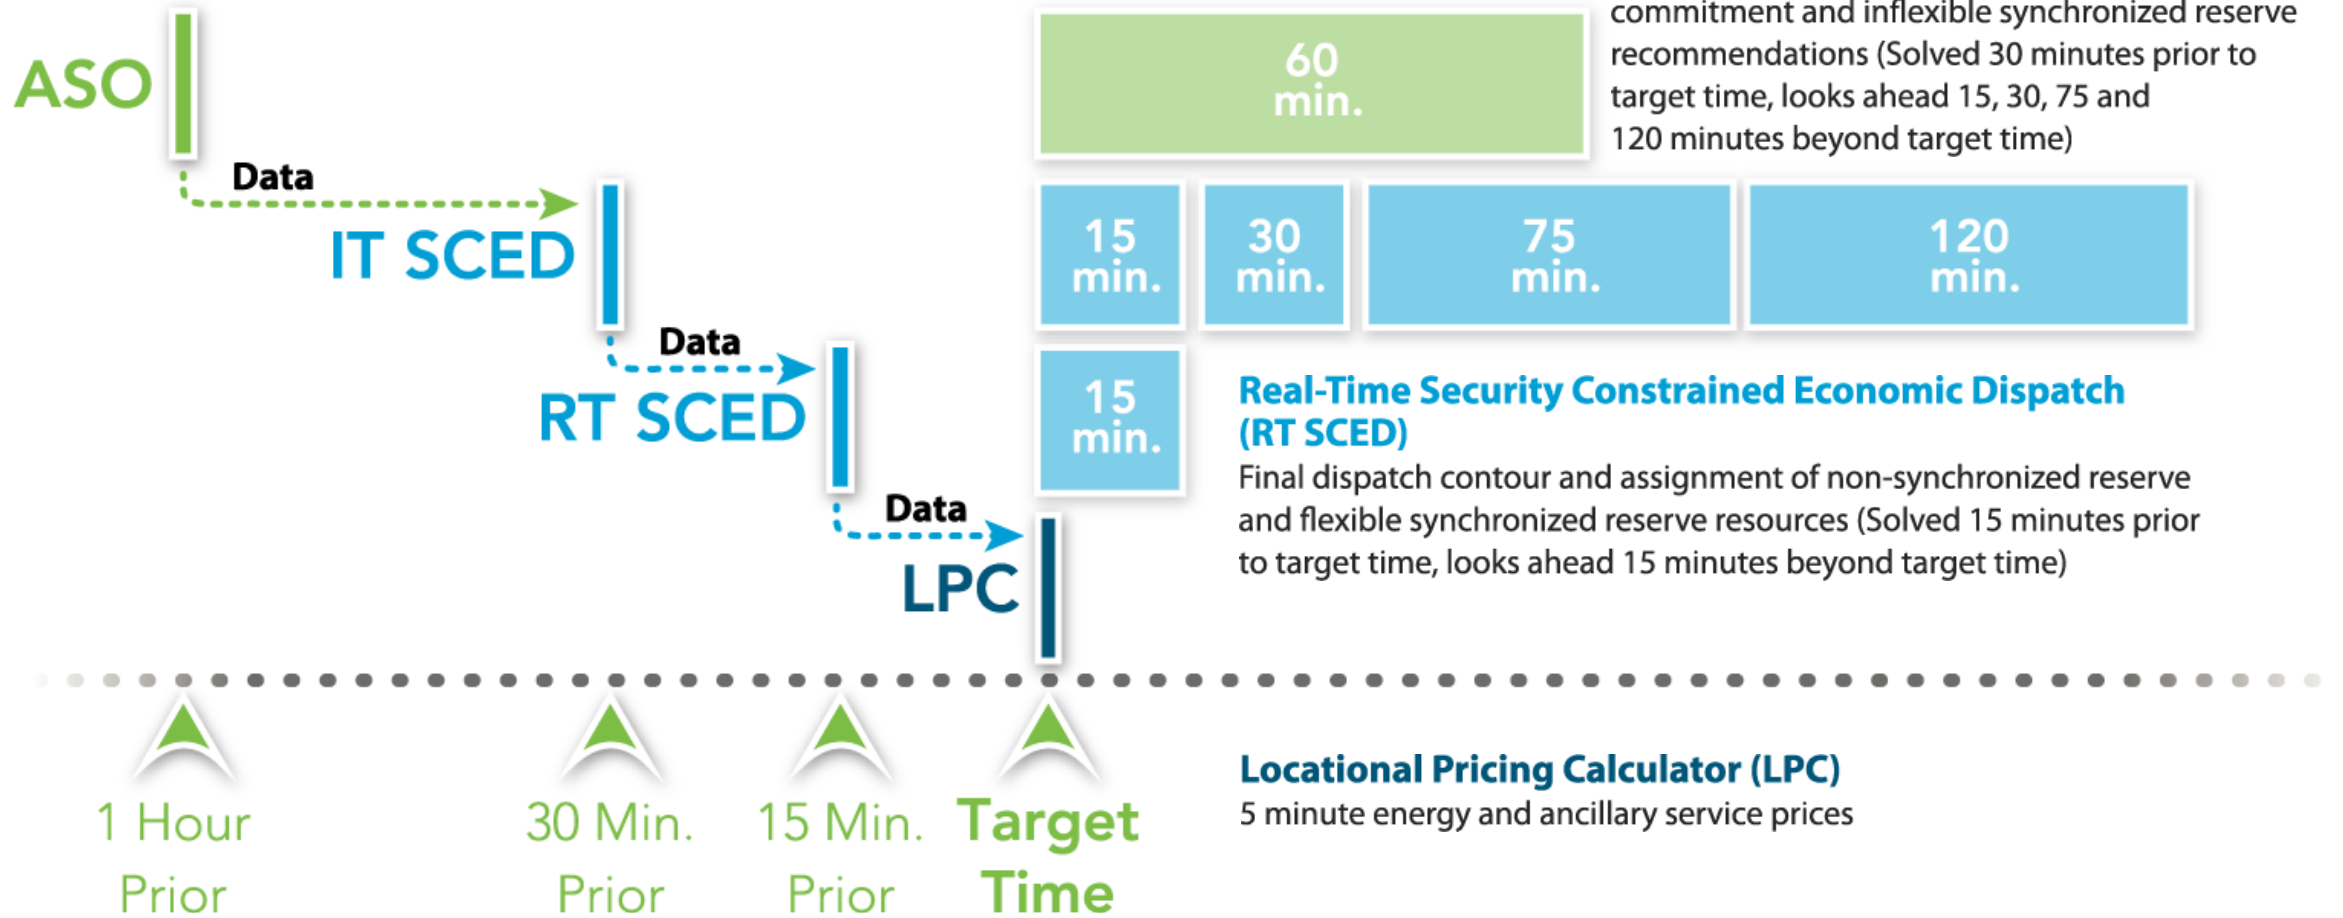 commitment and inflexible synchronized reserve
recommendations (Solved 30 minutes prior to
target time, looks ahead 15, 30, 75 and
120 minutes beyond target time)
ASO
60
min.
Data
IT SCED
15
min.
30
min.
75
min.
120
min.
Data
RT SCED
15
min.
Real-Time Security Constrained Economic Dispatch
(RT SCED)
Final dispatch contour and assignment of non-synchronized reserve
and flexible synchronized reserve resources (Solved 15 minutes prior
to target time, looks ahead 15 minutes beyond target time)
Data
LPC
1 Hour
Prior
30 Min.
Prior
15 Min.
Prior
Target
Time
Locational Pricing Calculator (LPC)
5 minute energy and ancillary service prices